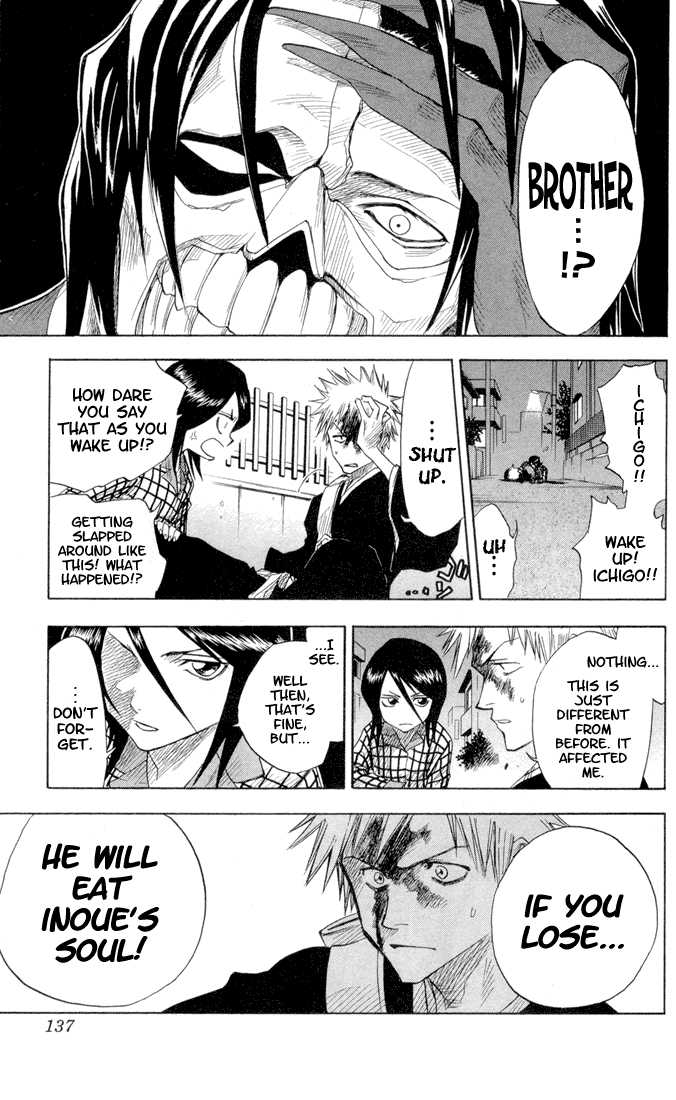 BROTHER
...
!?
ICHIGO!!
WAKE
UP!
ICHIGO!!
UH
...
...
SHUT
UP.
HOW DARE
YOU SAY
THAT AS YOU
WAKE UP!?
GETTING
SLAPPED
AROUND LIKE
THIS! WHAT
HAPPENED!?
NOTHING...
THIS IS
JUST
DIFFERENT
FROM
BEFORE. IT
AFFECTED
ME.
...I
SEE.
WELL
THEN,
THAT'S
FINE,
BUT...
...
DON'T
FOR-
GET.
IF YOU
LOSE...
HE WILL
EAT
INOUE'S
SOUL!
137